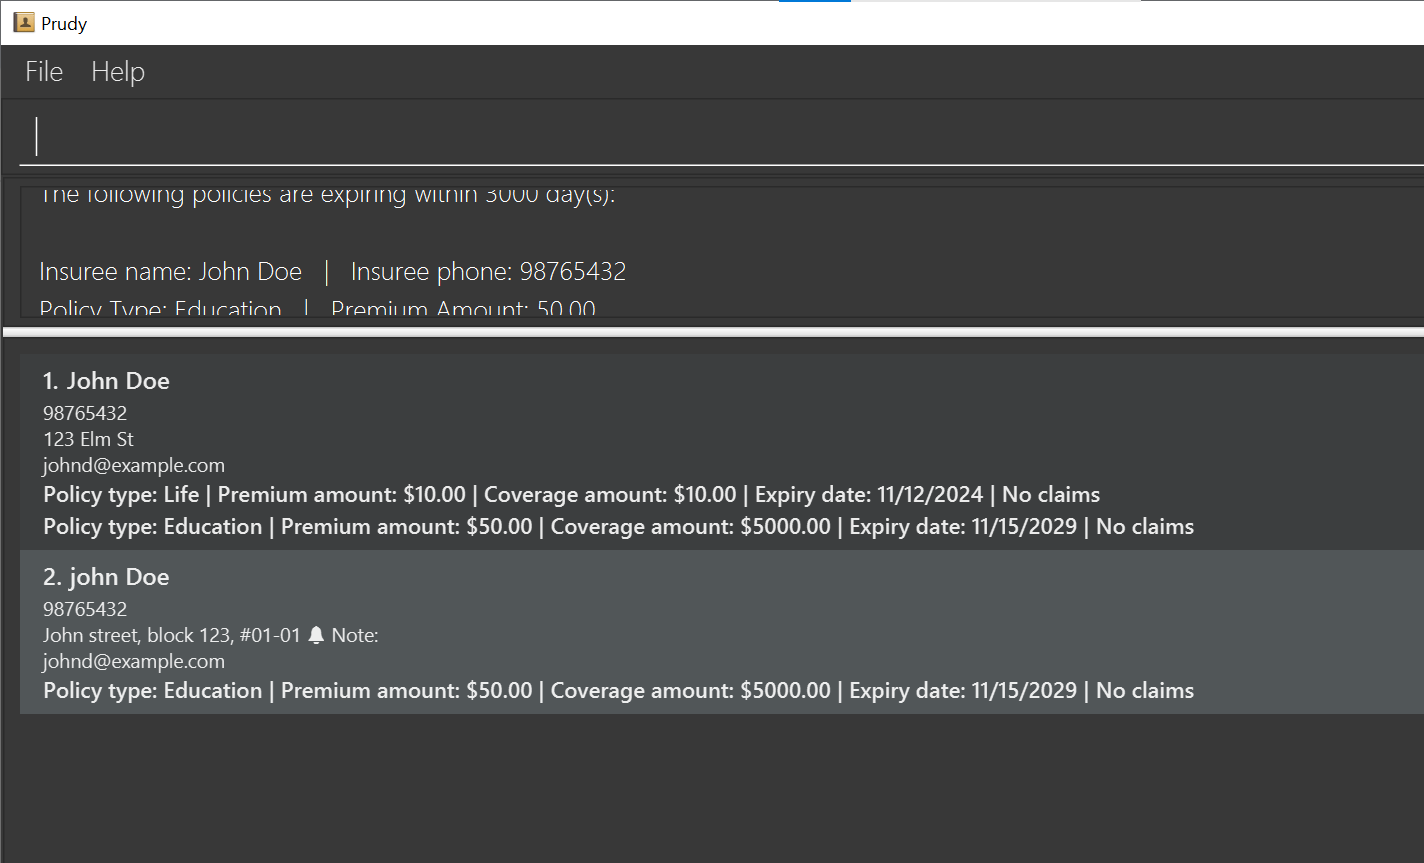 Prudy
File Help
The following policies are expiring within 3000 day(s):
Insuree name: John Doe | Insuree phone: 98765432
Policy Type: Education | Premium Amount: 50.00
1. John Doe
98765432
123 Elm St
johnd@example.com
Policy type: Life | Premium amount: $10.00 | Coverage amount: $10.00 | Expiry date: 11/12/2024 | No claims
Policy type: Education | Premium amount: $50.00 | Coverage amount: $5000.00 | Expiry date: 11/15/2029 | No claims
2. john Doe
98765432
John street, block 123, #01-01 🔔 Note:
johnd@example.com
Policy type: Education | Premium amount: $50.00 | Coverage amount: $5000.00 | Expiry date: 11/15/2029 | No claims